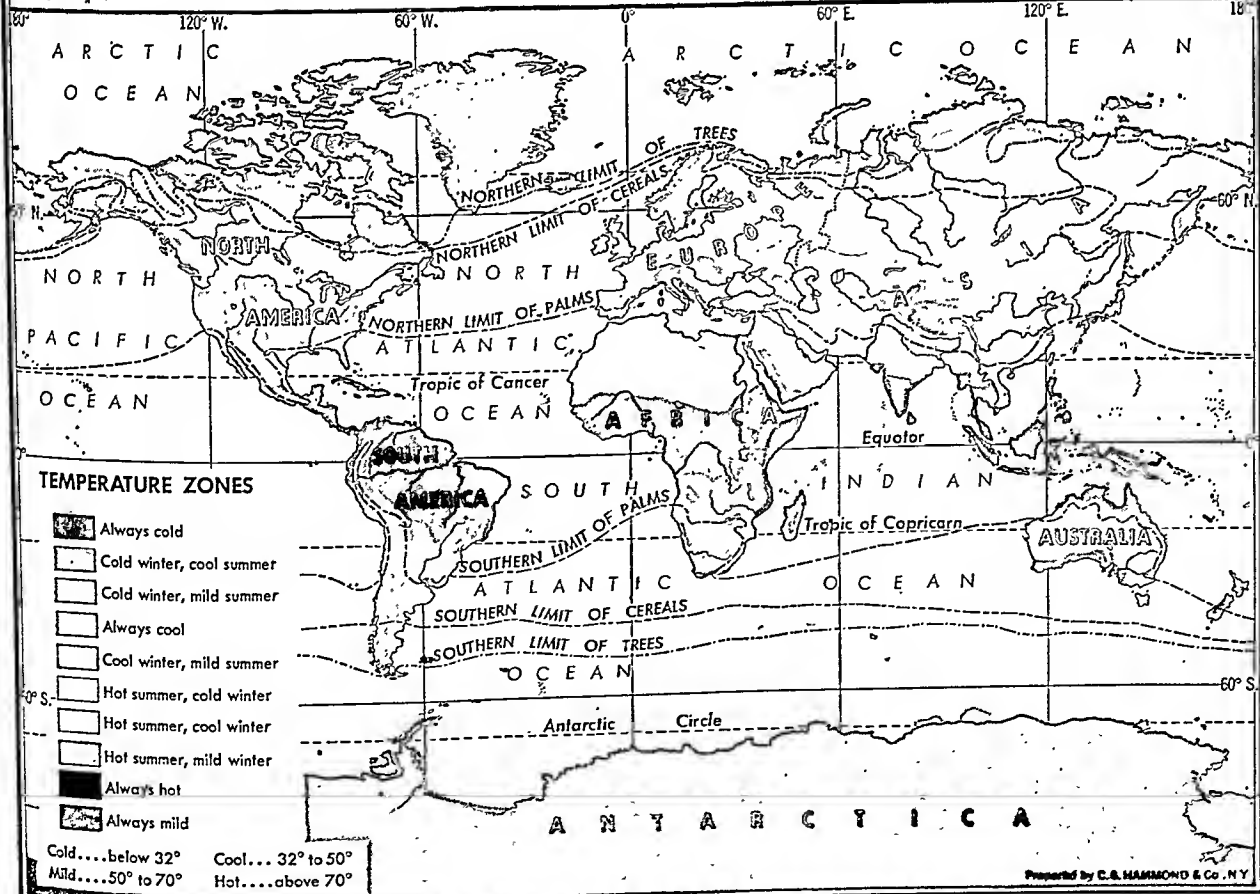 120° W.
60° W.
0°
60° E.
120° E.
ARCTIC
OCEAN
ARCTIC OCEAN
TREES
NORTHERN LIMIT OF
NORTHERN LIMIT OF CEREALS
60° N
NORTH
AMERICA
EUROPE
ASIA
NORTH
PACIFIC
OCEAN
NORTH
ATLANTIC
OCEAN
NORTHERN LIMIT OF PALMS
Tropic of Cancer
AFRICA
Equator
SOUTH
AMERICA
SOUTH
ATLANTIC
OCEAN
INDIAN
OCEAN
SOUTHERN LIMIT OF PALMS
Tropic of Capricarn
AUSTRALIA
SOUTHERN LIMIT OF CEREALS
SOUTHERN LIMIT OF TREES
60° S
Antarctic Circle
ANTARCTICA
TEMPERATURE ZONES
Always cold
Cold winter, cool summer
Cold winter, mild summer
Always cool
Cool winter, mild summer
Hot summer, cold winter
Hot summer, cool winter
Hot summer, mild winter
Always hot
Always mild
Cold....below 32° Cool... 32° to 50°
Mild....50° to 70° Hot....above 70°
Prepared by C.S. HAMMOND & Co., N.Y